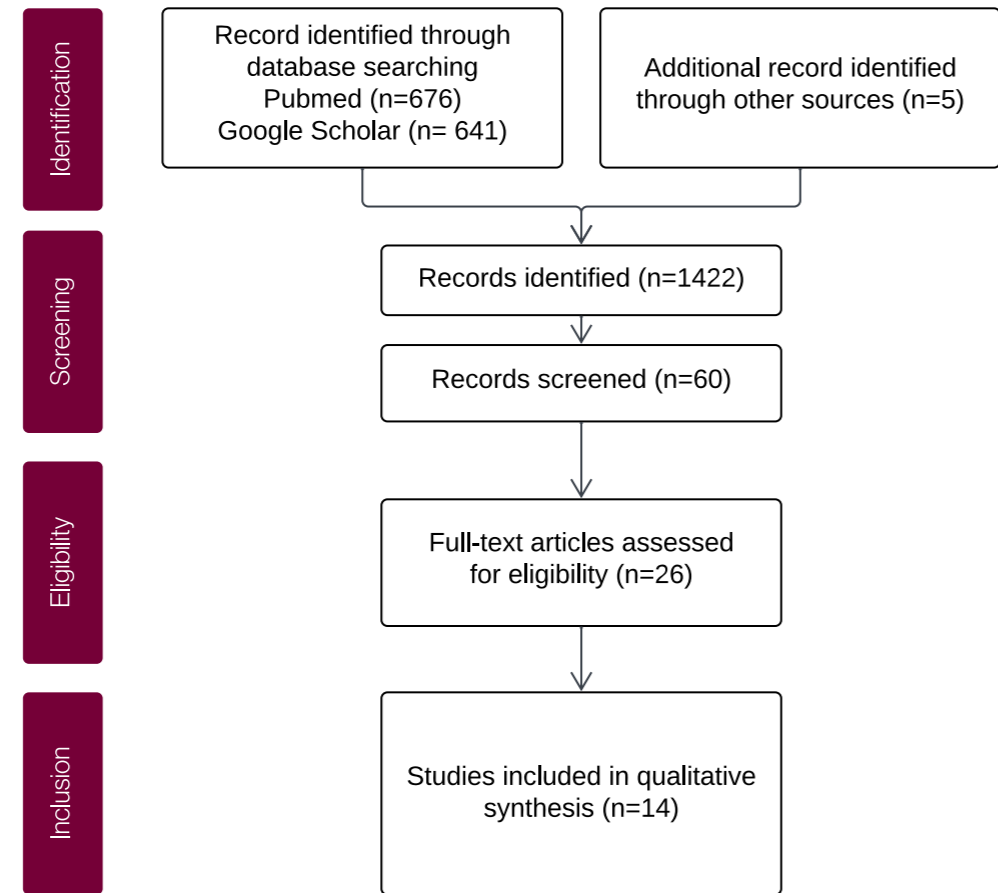 Identification
Record identified through
database searching
Pubmed (n=676)
Google Scholar (n= 641)
Additional record identified
through other sources (n=5)
Screening
Records identified (n=1422)
Records screened (n=60)
Eligibility
Full-text articles assessed
for eligibility (n=26)
Inclusion
Studies included in qualitative
synthesis (n=14)